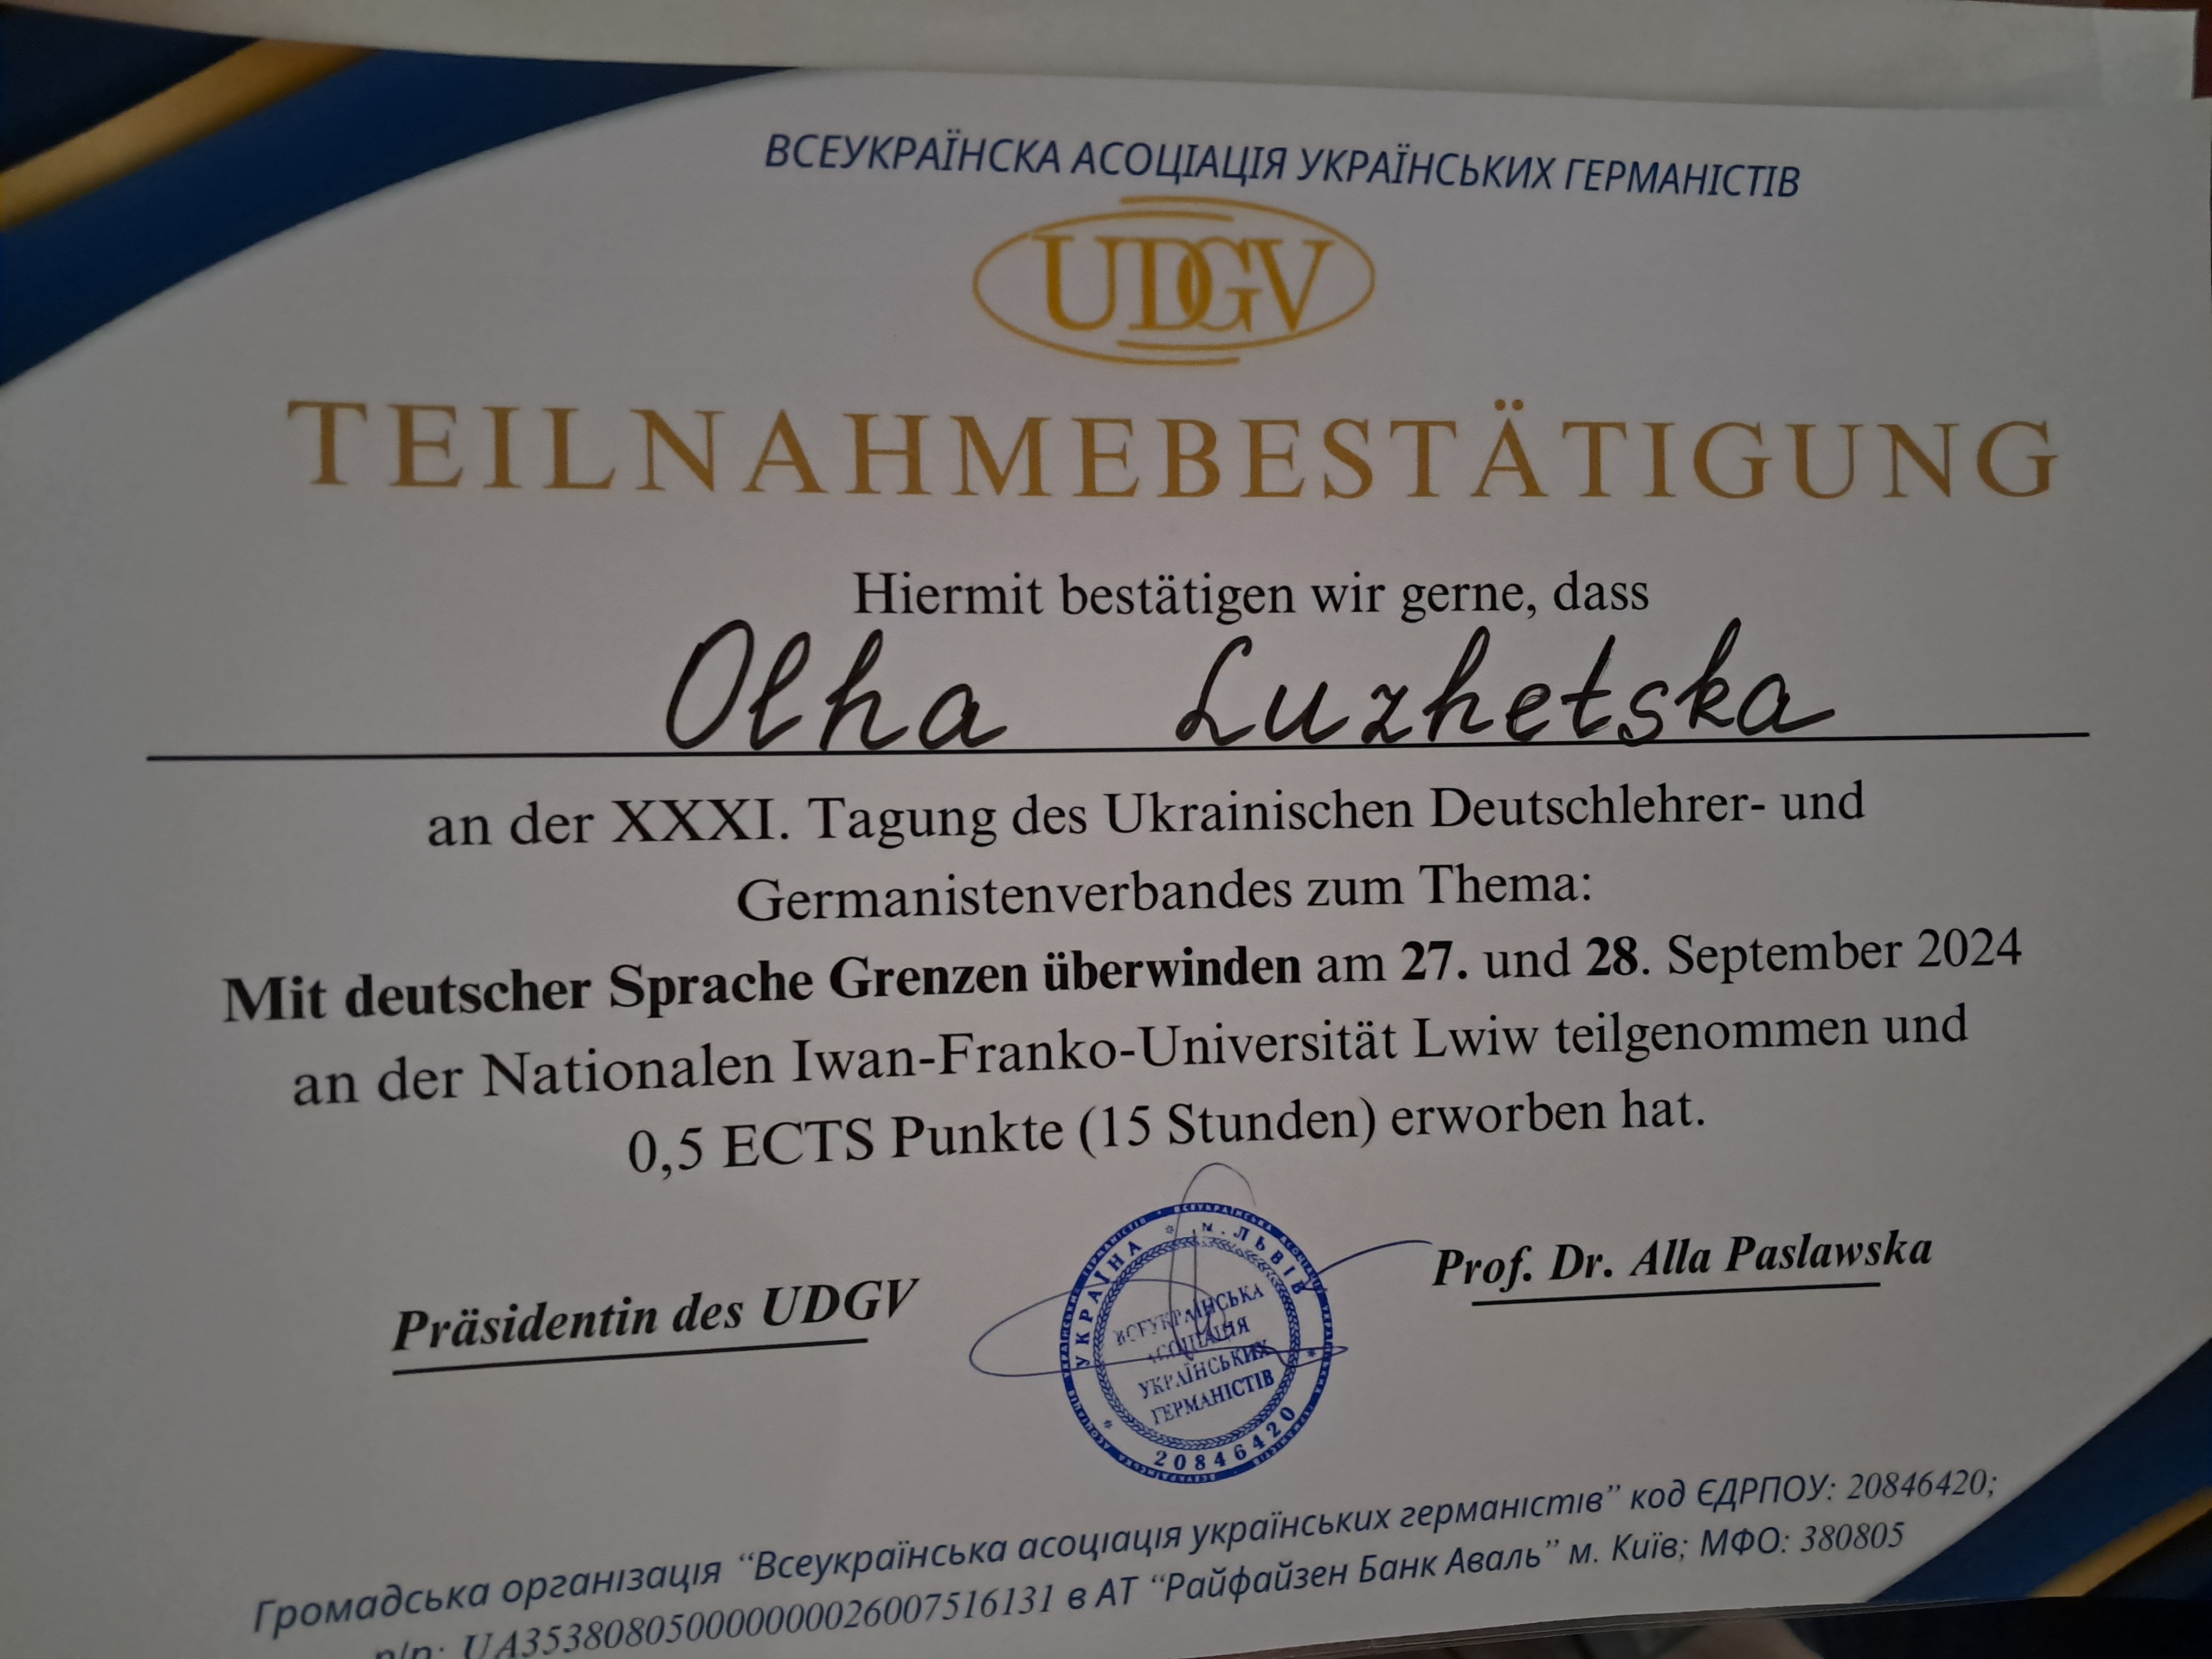 ВСЕУКРАЇНСКА АСОЦІАЦІЯ УКРАЇНСЬКИХ ГЕРМАНІСТІВ
UDGV
TEILNAHMEBESTÄTIGUNG
Hiermit bestätigen wir gerne, dass
Olha Luzhetska
an der XXXI. Tagung des Ukrainischen Deutschlehrer- und
Germanistenverbandes zum Thema:
Mit deutscher Sprache Grenzen überwinden am 27. und 28. September 2024
an der Nationalen Iwan-Franko-Universität Lwiw teilgenommen und
0,5 ECTS Punkte (15 Stunden) erworben hat.
Präsidentin des UDGV
Prof. Dr. Alla Paslawska
УКРАЇНА * м. ЛЬВІВ *
ВСЕУКРАЇНСЬКА
АСОЦІАЦІЯ
УКРАЇНСЬКИХ
ГЕРМАНІСТІВ
20846420
Громадська організація “Всеукраїнська асоціація українських германістів” код ЄДРПОУ: 20846420;
р/р: UA353808050000000026007516131 в АТ “Райфайзен Банк Аваль” м. Київ; МФО: 380805